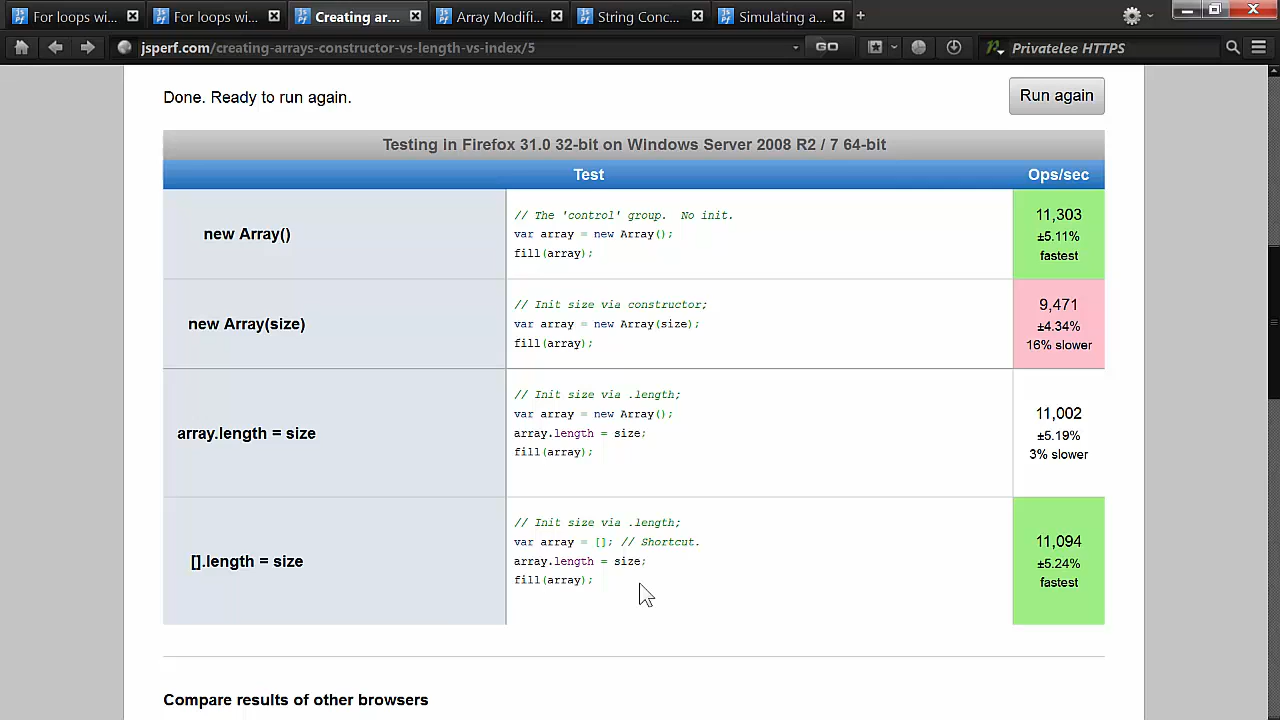 For loops wi...
For loops wi...
Creating ar...
Array Modifi...
String Conc...
Simulating a...
jsperf.com/creating-arrays-constructor-vs-length-vs-index/5
GO
Privatelee HTTPS
Done. Ready to run again.
Run again
Testing in Firefox 31.0 32-bit on Windows Server 2008 R2 / 7 64-bit
Test
Ops/sec
new Array()
// The 'control' group.  No init.
var array = new Array();
fill(array);
11,303
±5.11%
fastest
new Array(size)
// Init size via constructor;
var array = new Array(size);
fill(array);
9,471
±4.34%
16% slower
array.length = size
// Init size via .length;
var array = new Array();
array.length = size;
fill(array);
11,002
±5.19%
3% slower
[].length = size
// Init size via .length;
var array = []; // Shortcut.
array.length = size;
fill(array);
11,094
±5.24%
fastest
Compare results of other browsers